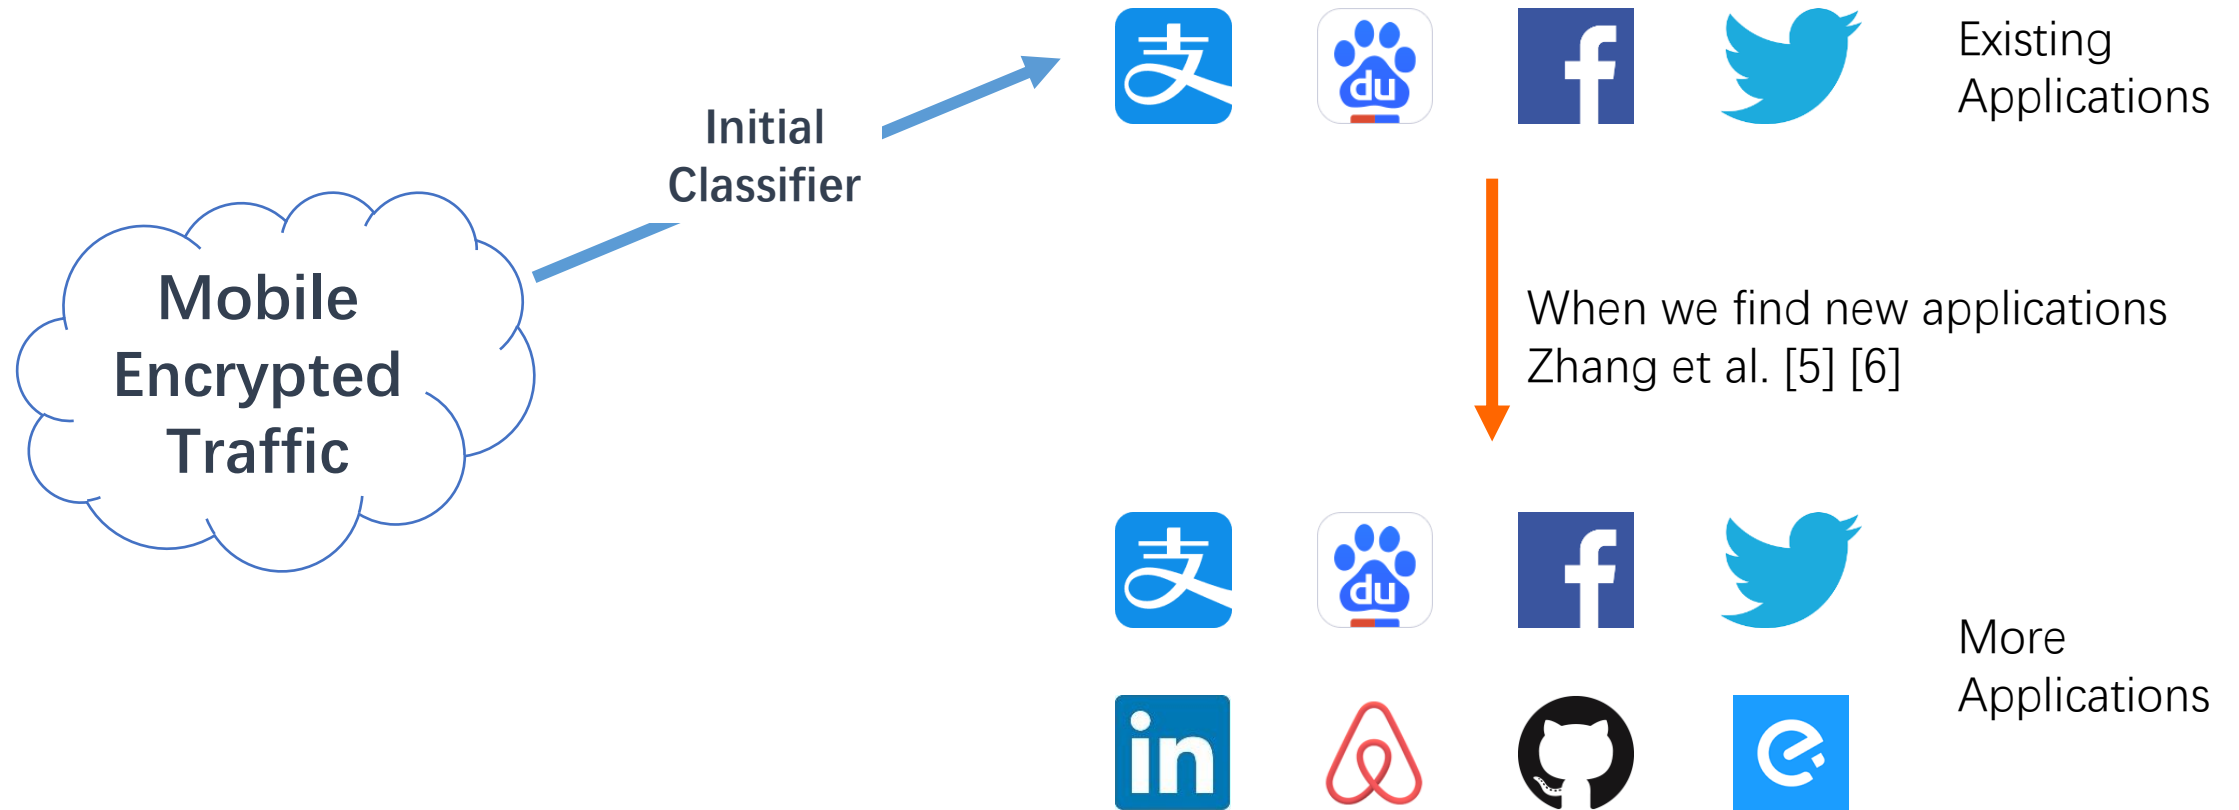 Existing
Applications
Initial
Classifier
支
du
f
Mobile
Encrypted
Traffic
When we find new applications
Zhang et al. [5] [6]
支
du
f
More
Applications
in
e